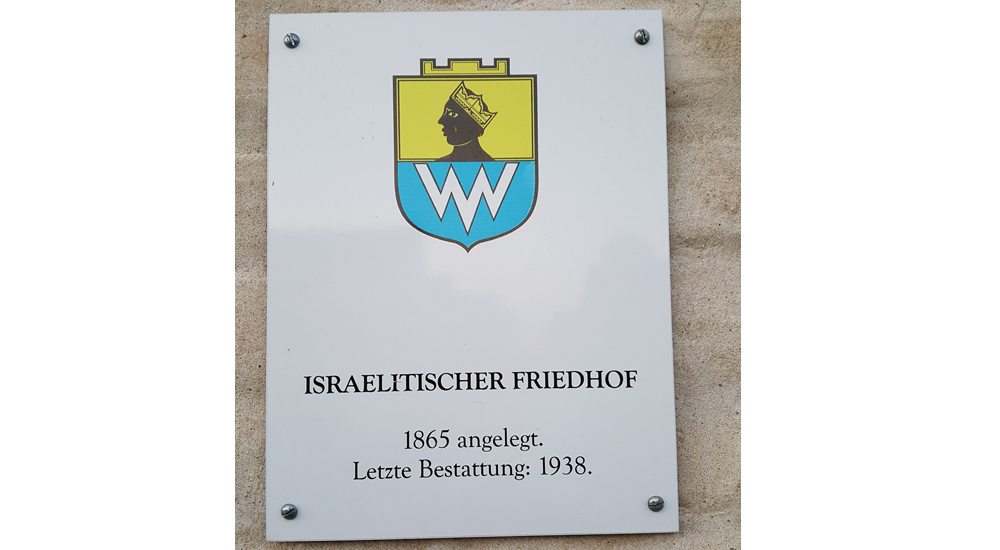 W
ISRAELITISCHER FRIEDHOF
1865 angelegt.
Letzte Bestattung: 1938.